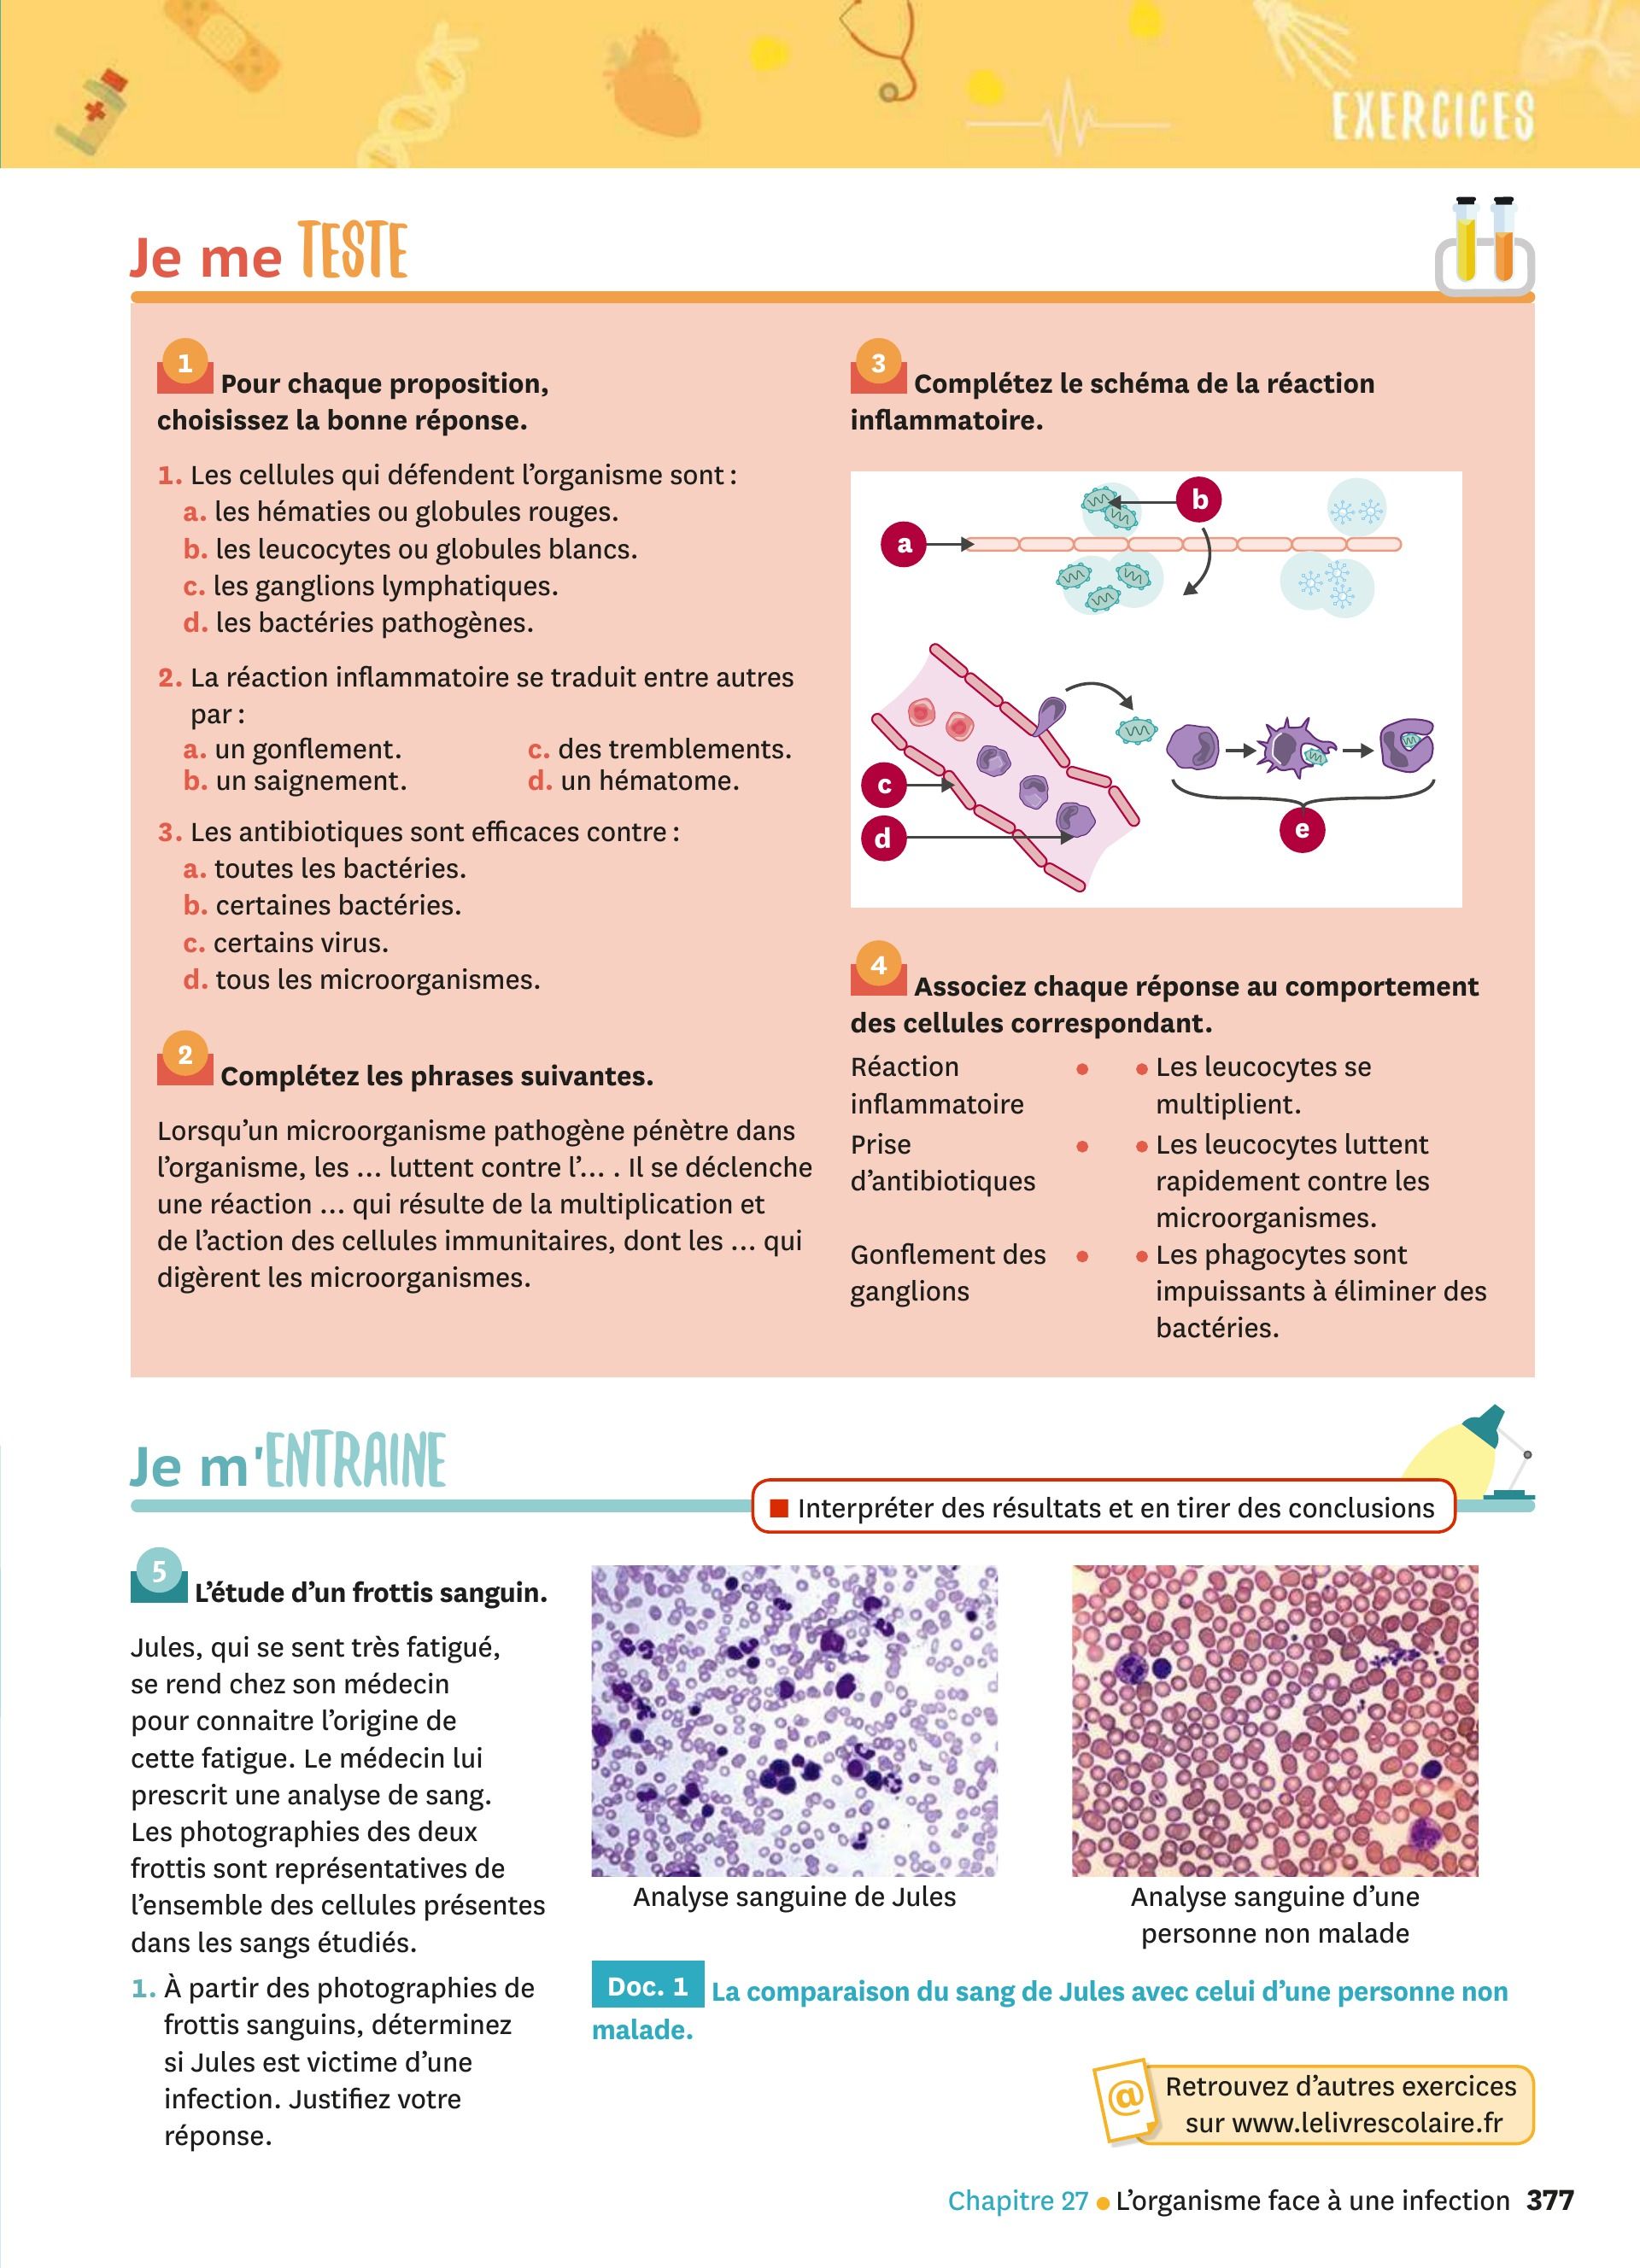 EXERCICES
Je me TESTE
1 Pour chaque proposition,
choisissez la bonne réponse.
1. Les cellules qui défendent l’organisme sont :
a. les hématies ou globules rouges.
b. les leucocytes ou globules blancs.
c. les ganglions lymphatiques.
d. les bactéries pathogènes.
2. La réaction inflammatoire se traduit entre autres
par :
a. un gonflement.
b. un saignement.
c. des tremblements.
d. un hématome.
3. Les antibiotiques sont efficaces contre :
a. toutes les bactéries.
b. certaines bactéries.
c. certains virus.
d. tous les microorganismes.
2 Complétez les phrases suivantes.
Lorsqu’un microorganisme pathogène pénètre dans
l’organisme, les ... luttent contre l’... . Il se déclenche
une réaction ... qui résulte de la multiplication et
de l’action des cellules immunitaires, dont les ... qui
digèrent les microorganismes.
3 Complétez le schéma de la réaction
inflammatoire.
b
a
c
d
e
4 Associez chaque réponse au comportement
des cellules correspondant.
Réaction
inflammatoire
Prise
d’antibiotiques
Gonflement des
ganglions
• Les leucocytes se
multiplient.
• Les leucocytes luttent
rapidement contre les
microorganismes.
• Les phagocytes sont
impuissants à éliminer des
bactéries.
Je m'ENTRAINE
■ Interpréter des résultats et en tirer des conclusions
5 L’étude d’un frottis sanguin.
Jules, qui se sent très fatigué,
se rend chez son médecin
pour connaitre l’origine de
cette fatigue. Le médecin lui
prescrit une analyse de sang.
Les photographies des deux
frottis sont représentatives de
l’ensemble des cellules présentes
dans les sangs étudiés.
1. À partir des photographies de
frottis sanguins, déterminez
si Jules est victime d’une
infection. Justifiez votre
réponse.
Analyse sanguine de Jules
Analyse sanguine d’une
personne non malade
Doc. 1 La comparaison du sang de Jules avec celui d’une personne non
malade.
@ Retrouvez d’autres exercices
sur www.lelivrescolaire.fr
Chapitre 27 • L’organisme face à une infection 377